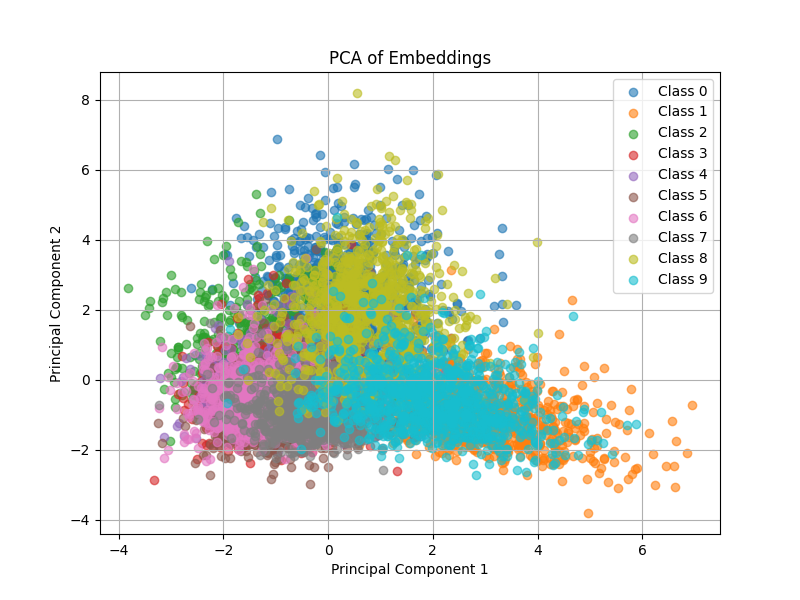 PCA of Embeddings
Class 0
Class 1
Class 2
Class 3
Class 4
Class 5
Class 6
Class 7
Class 8
Class 9
8
6
4
2
0
−2
−4
Principal Component 2
−4 −2 0 2 4 6
Principal Component 1